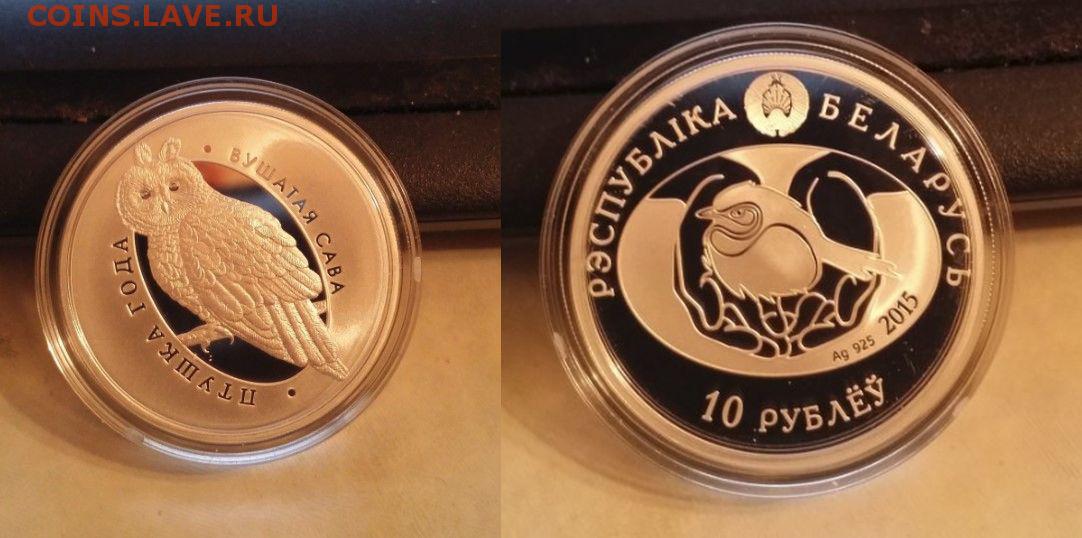 COINS.LAVE.RU
ПТУШКА ГОДА
ВУШАТАЯ САВА
РЭСПУБЛІКА БЕЛАРУСЬ
Ag 925 2015
10 РУБЛЁЎ